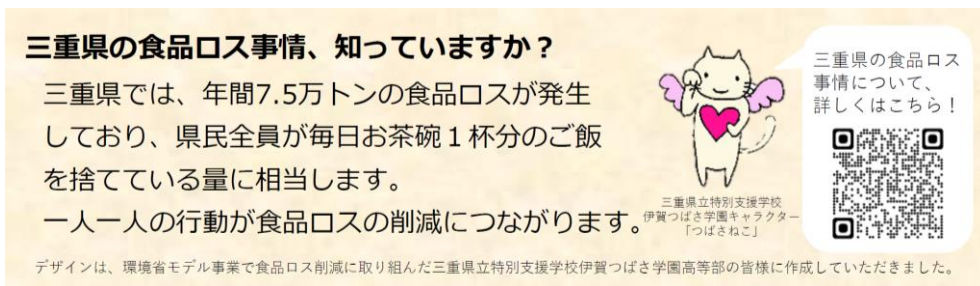 三重県の食品ロス事情、知っていますか？
三重県では、年間7.5万トンの食品ロスが発生
しており、県民全員が毎日お茶碗１杯分のご飯
を捨てている量に相当します。
一人一人の行動が食品ロスの削減につながります。
三重県の食品ロス
事情について、
詳しくはこちら！
三重県立特別支援学校
伊賀つばさ学園キャラクター
「つばさねこ」
デザインは、環境省モデル事業で食品ロス削減に取り組んだ三重県立特別支援学校伊賀つばさ学園高等部の皆様に作成していただきました。